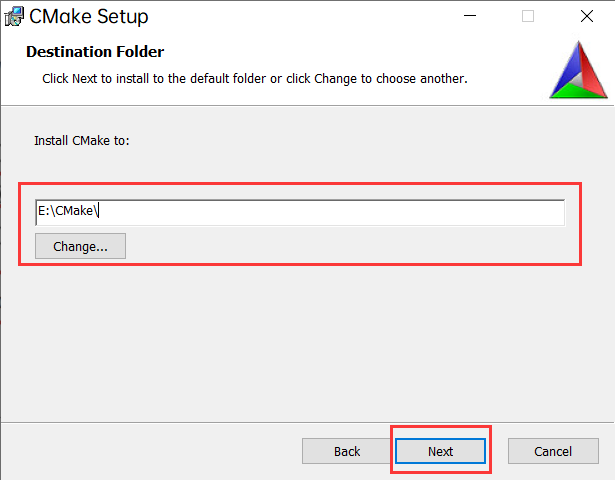 CMake Setup
Destination Folder
Click Next to install to the default folder or click Change to choose another.
Install CMake to:
E:\CMake\
Change...
Back
Next
Cancel